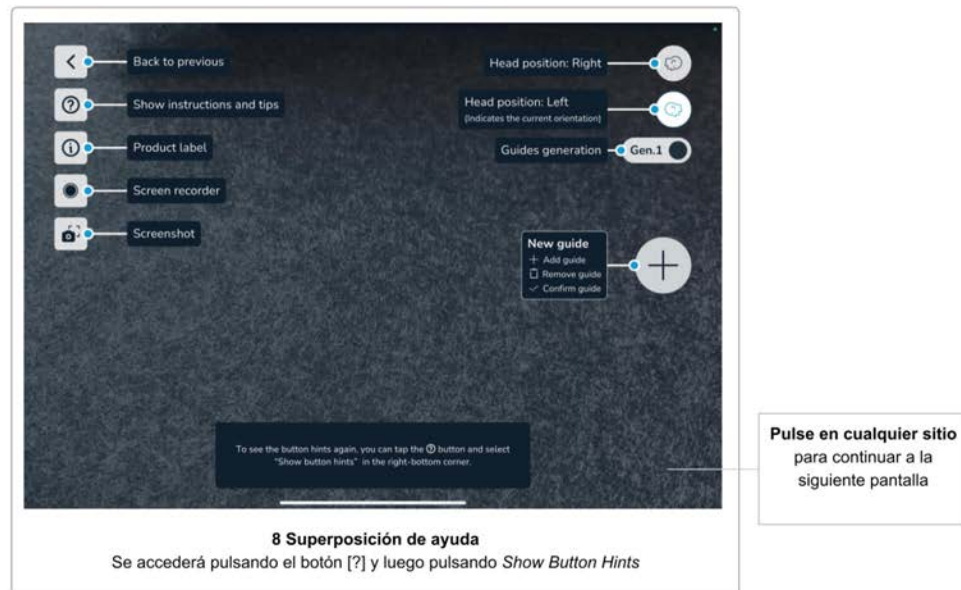 Back to previous
Show instructions and tips
Product label
Screen recorder
Screenshot
Head position: Right
Head position: Left
(Indicates the current orientation)
Guides generation
Gen.1
New guide
Add guide
Remove guide
Confirm guide
To see the button hints again, you can tap the ? button and select
"Show button hints" in the right-bottom corner.
Pulse en cualquier sitio
para continuar a la
siguiente pantalla
8 Superposición de ayuda
Se accederá pulsando el botón [?] y luego pulsando Show Button Hints